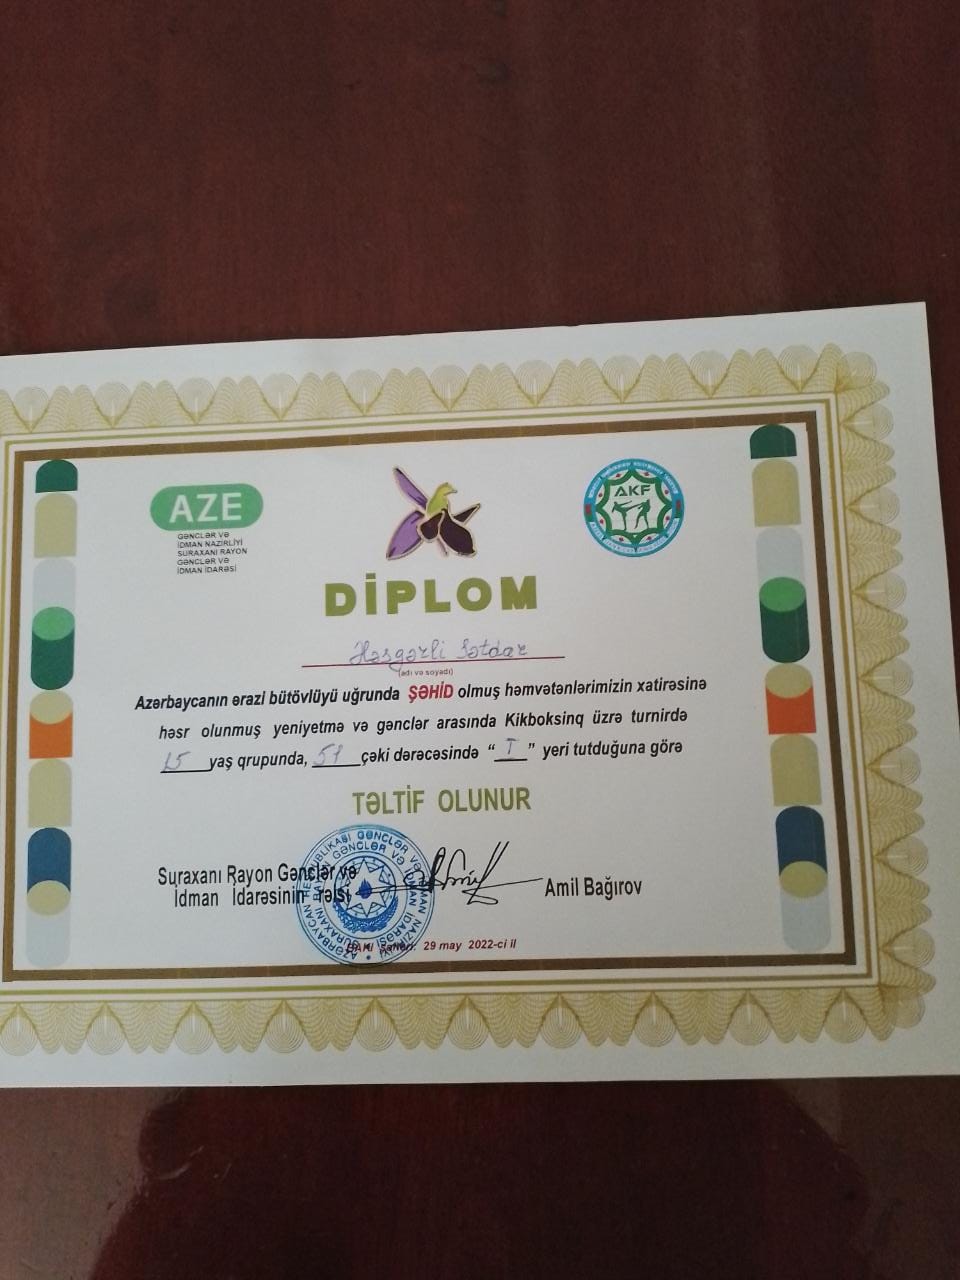 AZE
GƏNCLƏR VƏ
İDMAN NAZİRLİYİ
SURAXANI RAYON
GƏNCLƏR VƏ
İDMAN İDARƏSİ
AKF
DİPLOM
Həsgərli Sətdar
(adı və soyadı)
Azərbaycanın ərazi bütövlüyü uğrunda ŞƏHİD olmuş həmvətənlərimizin xatirəsinə
həsr olunmuş yeniyetmə və gənclər arasında Kikboksinq üzrə turnirdə
15 yaş qrupunda, 51 çəki dərəcəsində “ I ” yeri tutduğuna görə
TƏLTİF OLUNUR
Suraxanı Rayon Gənclər və
İdman İdarəsinin rəisi
Amil Bağırov
BAKI şəhəri. 29 may 2022-ci il